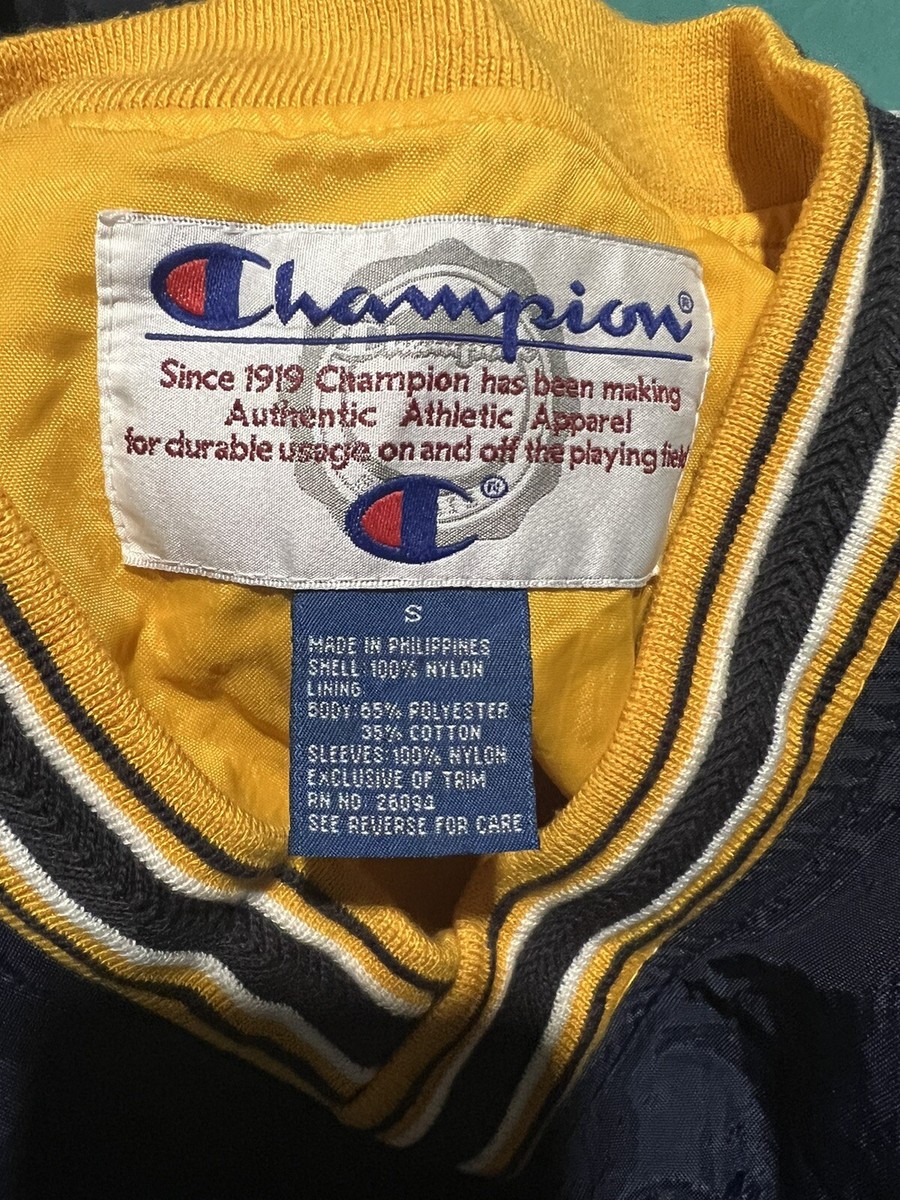 Champion®
Since 1919 Champion has been making
Authentic Athletic Apparel
for durable usage on and off the playing field
®
S
MADE IN PHILIPPINES
SHELL 100% NYLON
LINING
BODY: 65% POLYESTER
35% COTTON
SLEEVES 100% NYLON
EXCLUSIVE OF TRIM
RN NO. 26094
SEE REVERSE FOR CARE